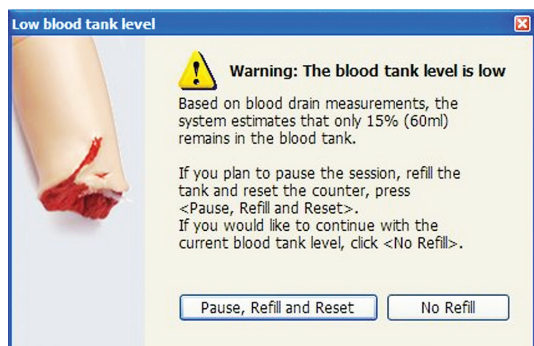 Low blood tank level
Warning: The blood tank level is low
Based on blood drain measurements, the
system estimates that only 15% (60ml)
remains in the blood tank.
If you plan to pause the session, refill the
tank and reset the counter, press
<Pause, Refill and Reset>.
If you would like to continue with the
current blood tank level, click <No Refill>.
Pause, Refill and Reset
No Refill